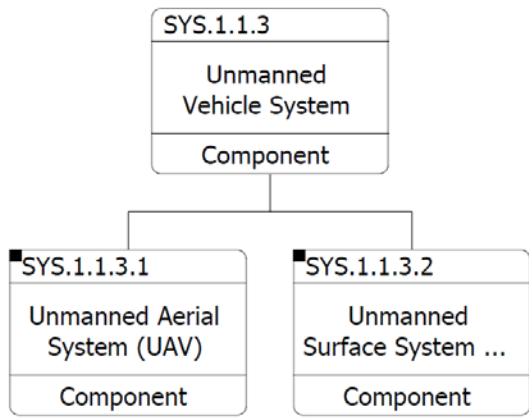 SYS.1.1.3
Unmanned
Vehicle System
Component
SYS.1.1.3.1
Unmanned Aerial
System (UAV)
Component
SYS.1.1.3.2
Unmanned
Surface System ...
Component